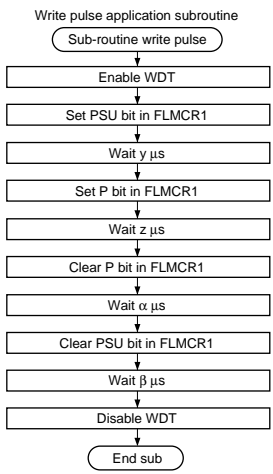 Write pulse application subroutine
Sub-routine write pulse
Enable WDT
Set PSU bit in FLMCR1
Wait y μs
Set P bit in FLMCR1
Wait z μs
Clear P bit in FLMCR1
Wait α μs
Clear PSU bit in FLMCR1
Wait β μs
Disable WDT
End sub